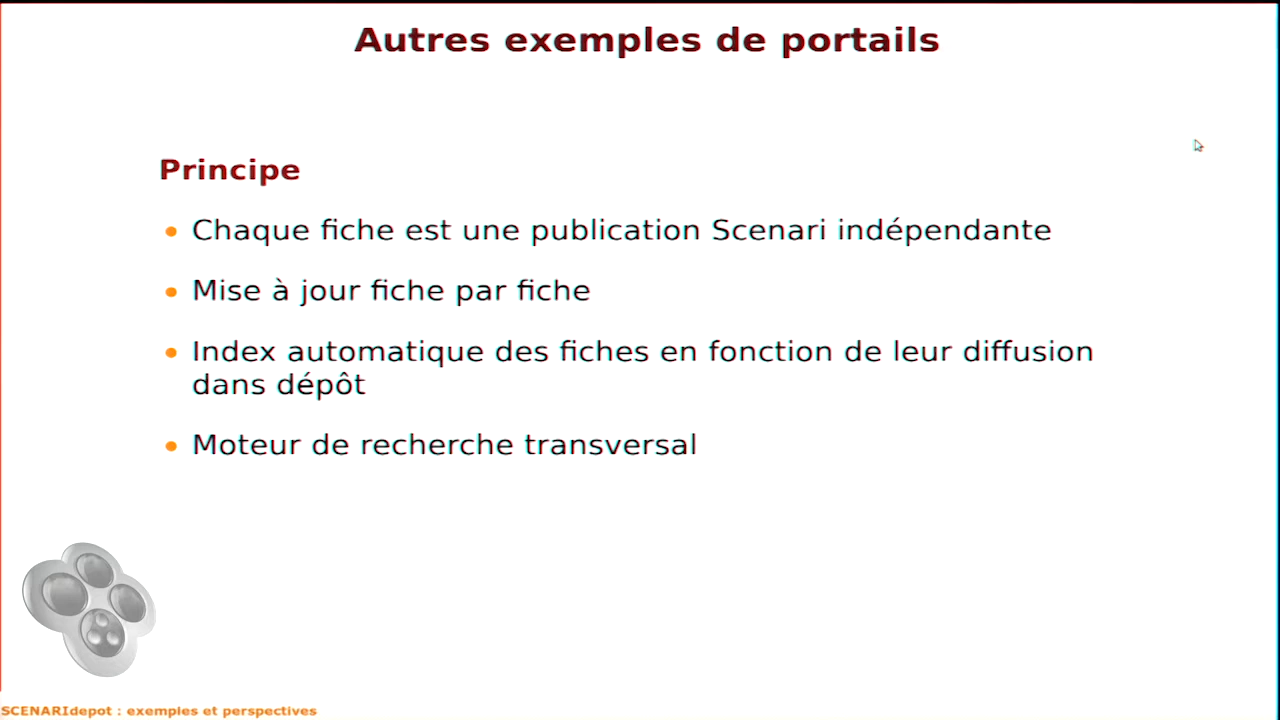 Autres exemples de portails
Principe
Chaque fiche est une publication Scenari indépendante
Mise à jour fiche par fiche
Index automatique des fiches en fonction de leur diffusion
dans dépôt
Moteur de recherche transversal
SCENARIdepot : exemples et perspectives